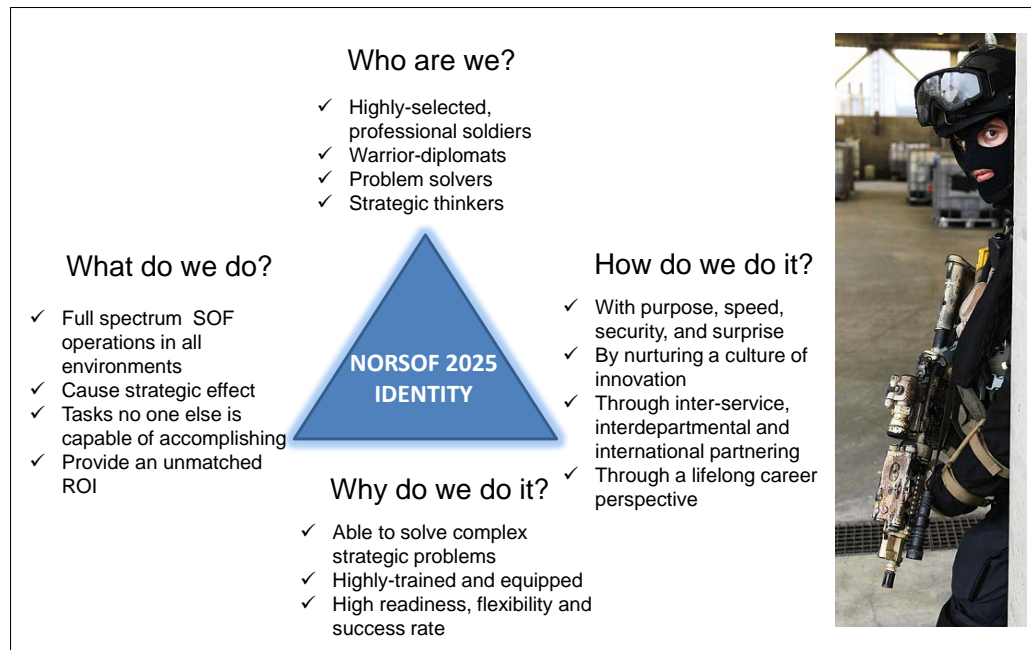 Who are we?
✓ Highly-selected,
professional soldiers
✓ Warrior-diplomats
✓ Problem solvers
✓ Strategic thinkers
What do we do?
✓ Full spectrum SOF
operations in all
environments
✓ Cause strategic effect
✓ Tasks no one else is
capable of accomplishing
✓ Provide an unmatched
ROI
NORSOF 2025
IDENTITY
How do we do it?
✓ With purpose, speed,
security, and surprise
✓ By nurturing a culture of
innovation
✓ Through inter-service,
interdepartmental and
international partnering
✓ Through a lifelong career
perspective
Why do we do it?
✓ Able to solve complex
strategic problems
✓ Highly-trained and equipped
✓ High readiness, flexibility and
success rate